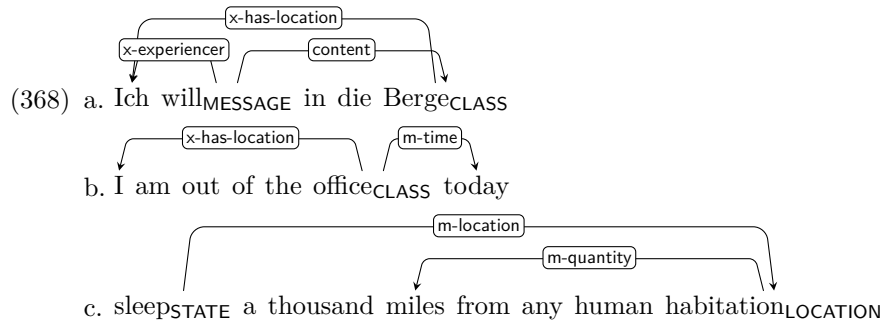 x-has-location
x-experiencer content
(368) a. Ich willMESSAGE in die BergeCLASS
x-has-location m-time
b. I am out of the officeCLASS today
m-location
m-quantity
c. sleepSTATE a thousand miles from any human habitationLOCATION